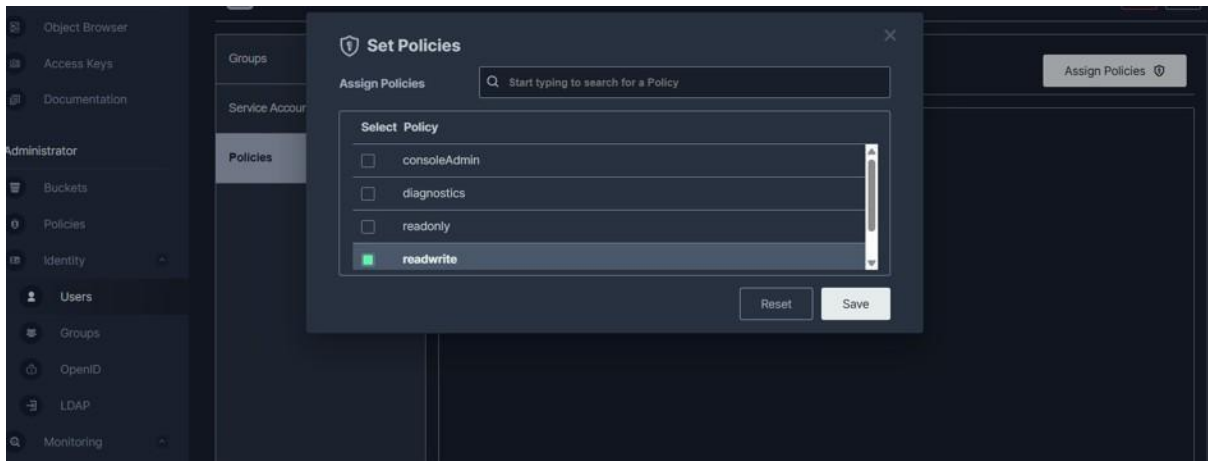 Object Browser
Access Keys
Documentation
Administrator
Buckets
Policies
Identity
Users
Groups
OpenID
LDAP
Monitoring
Groups
Service Accour
Policies
Assign Policies
Set Policies
Assign Policies
Start typing to search for a Policy
Select Policy
consoleAdmin
diagnostics
readonly
readwrite
Reset
Save